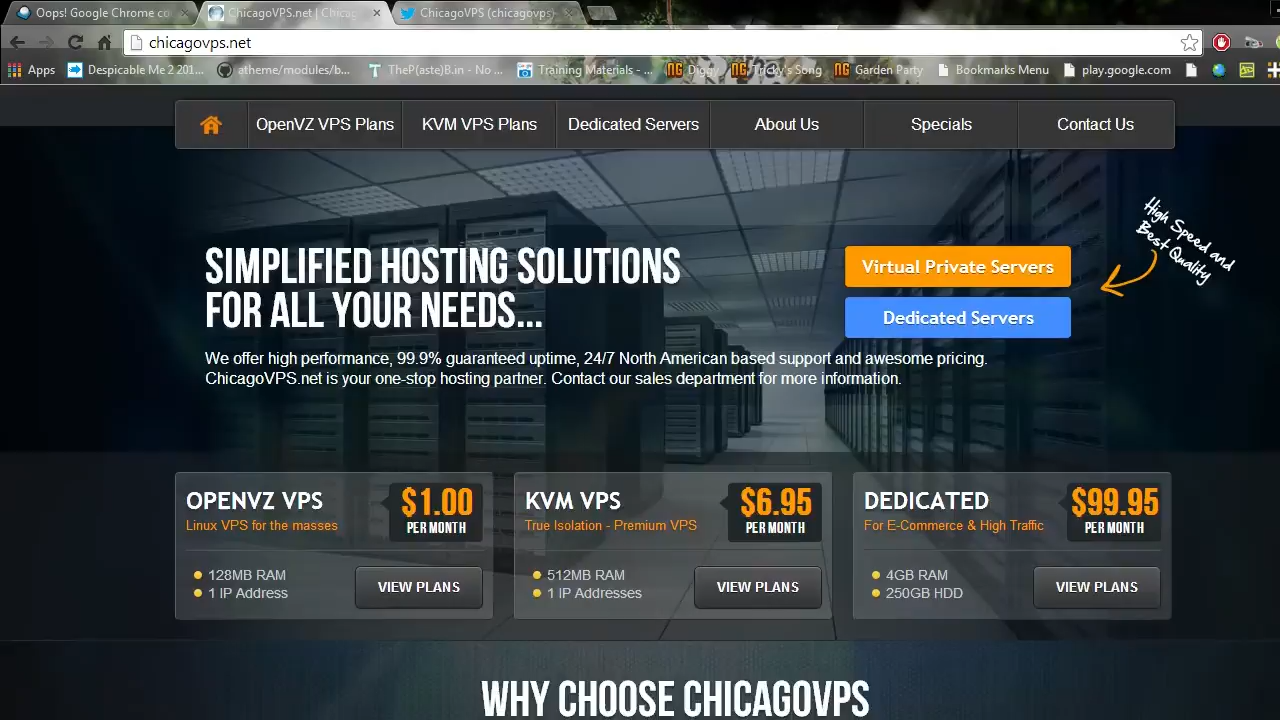 Oops! Google Chrome co
ChicagoVPS.net | Chicag
ChicagoVPS (chicagovps)
chicagovps.net
Apps
Despicable Me 2 201...
atheme/modules/b...
TheP(aste)B.in - No ...
Training Materials - ...
Diggy
Tricky's Song
Garden Party
Bookmarks Menu
play.google.com
OpenVZ VPS Plans
KVM VPS Plans
Dedicated Servers
About Us
Specials
Contact Us
High Speed and
Best Quality
SIMPLIFIED HOSTING SOLUTIONS
FOR ALL YOUR NEEDS...
Virtual Private Servers
Dedicated Servers
We offer high performance, 99.9% guaranteed uptime, 24/7 North American based support and awesome pricing.
ChicagoVPS.net is your one-stop hosting partner. Contact our sales department for more information.
OPENVZ VPS
Linux VPS for the masses
$1.00
PER MONTH
128MB RAM
1 IP Address
VIEW PLANS
KVM VPS
True Isolation - Premium VPS
$6.95
PER MONTH
512MB RAM
1 IP Addresses
VIEW PLANS
DEDICATED
For E-Commerce & High Traffic
$99.95
PER MONTH
4GB RAM
250GB HDD
VIEW PLANS
WHY CHOOSE CHICAGOVPS